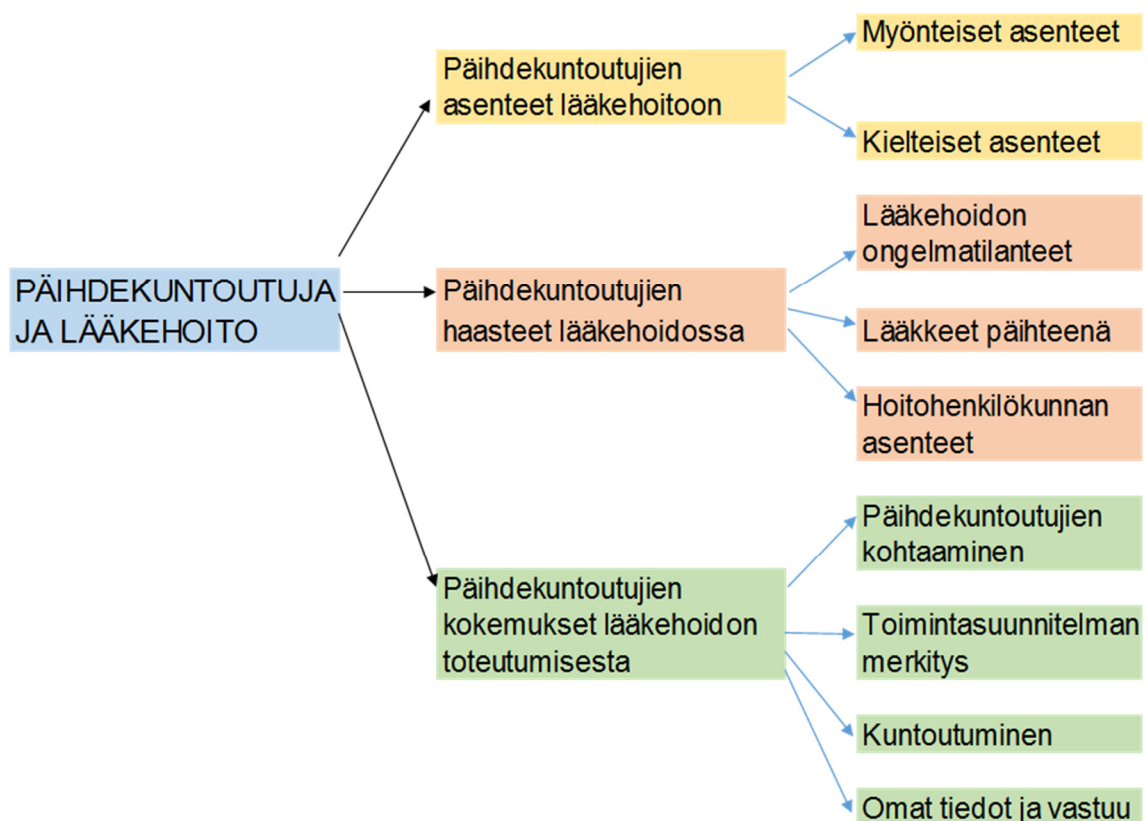 PÄIHDEKUNTOUTUJA
JA LÄÄKEHOITO
Päihdekuntoutujien
asenteet lääkehoitoon
Myönteiset asenteet
Kielteiset asenteet
Päihdekuntoutujien
haasteet lääkehoidossa
Lääkehoidon
ongelmatilanteet
Lääkkeet päihteenä
Hoitohenkilökunnan
asenteet
Päihdekuntoutujien
kokemukset lääkehoidon
toteutumisesta
Päihdekuntoutujien
kohtaaminen
Toimintasuunnitelman
merkitys
Kuntoutuminen
Omat tiedot ja vastuu